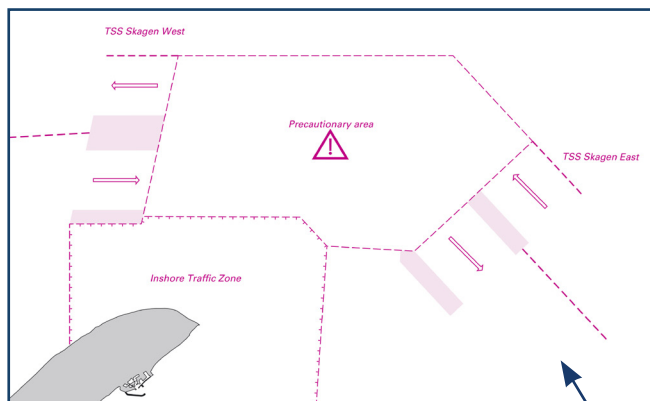 TSS Skagen West
Precautionary area
TSS Skagen East
Inshore Traffic Zone